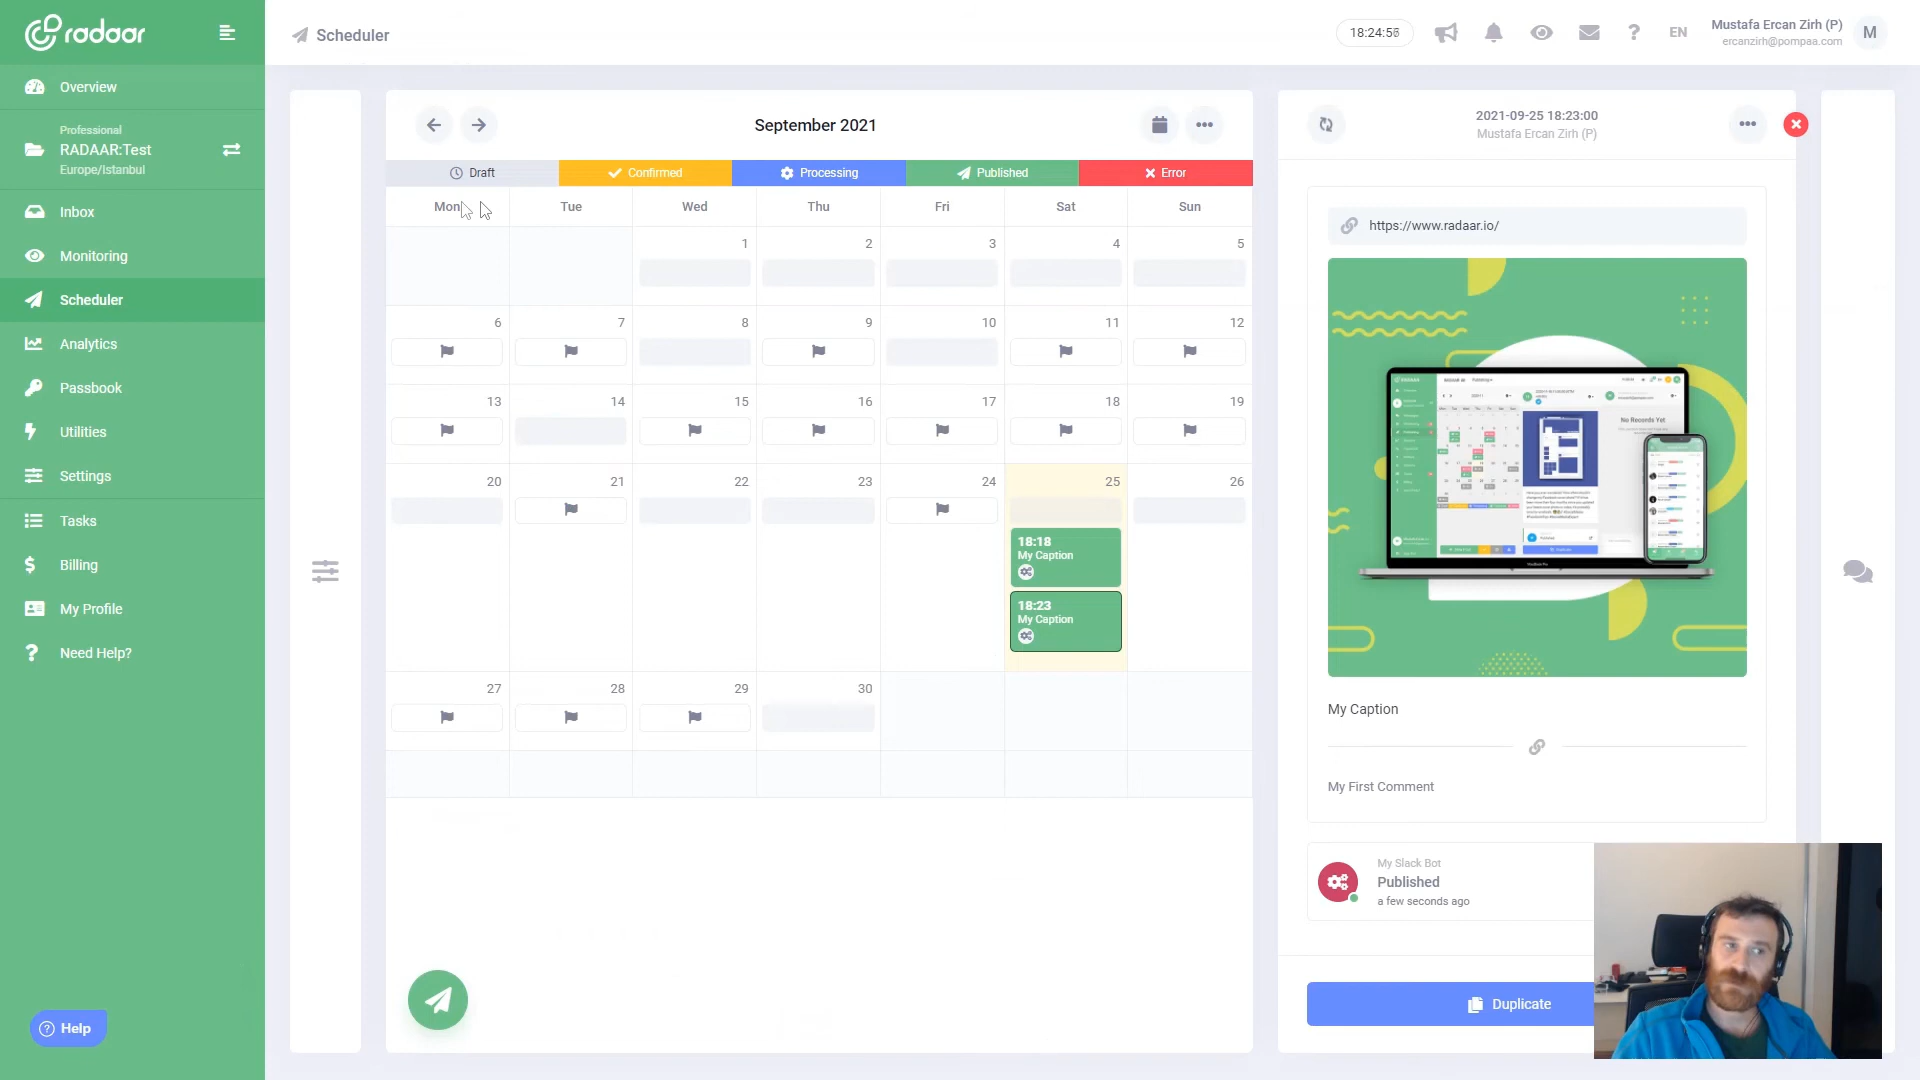 radaar
Scheduler
18:24:56
EN
Mustafa Ercan Zirh (P)
ercanzirh@pompaa.com
M
Overview
Professional
RADAAR:Test
Europe/Istanbul
Inbox
Monitoring
Scheduler
Analytics
Passbook
Utilities
Settings
Tasks
Billing
My Profile
Need Help?
Help
September 2021
Draft
Confirmed
Processing
Published
Error
Mon
Tue
Wed
Thu
Fri
Sat
Sun
1
2
3
4
5
6
7
8
9
10
11
12
13
14
15
16
17
18
19
20
21
22
23
24
25
26
18:18
My Caption
18:23
My Caption
27
28
29
30
2021-09-25 18:23:00
Mustafa Ercan Zirh (P)
https://www.radaar.io/
No Records Yet
My Caption
My First Comment
My Slack Bot
Published
a few seconds ago
Duplicate